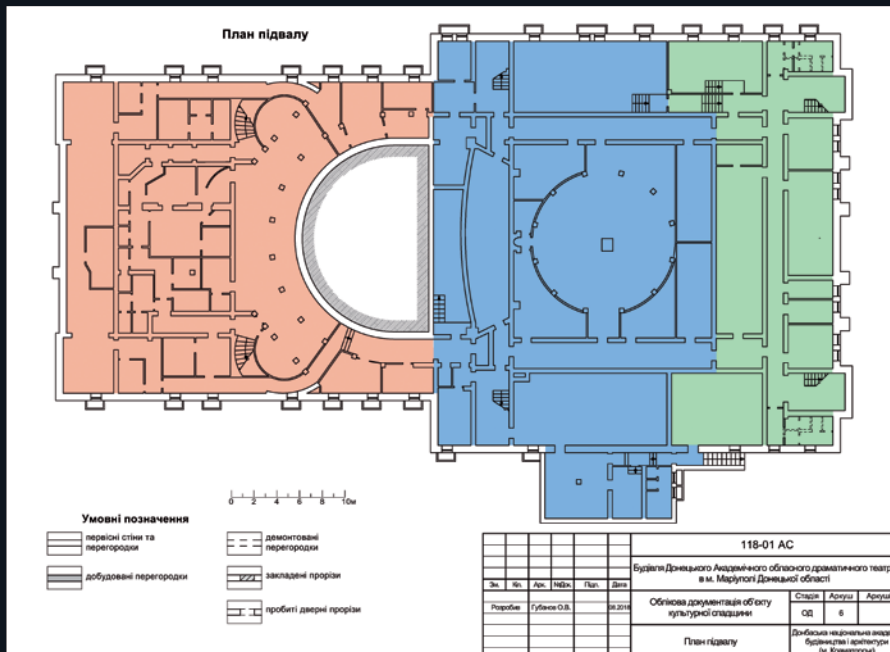 План підвалу
0 2 4 6 8 10м
Умовні позначення
первісні стіни та
перегородки
добудовані перегородки
демонтовані
перегородки
закладені прорізи
пробиті дверні прорізи
118-01 АС
Будівля Донецького Академічного обласного драматичного театр
в м. Маріуполі Донецької області
Зм. Кіл. Арк. №Док. Підп. Дата
Розробив Губанов О.В. 08.2018
Облікова документація об'єкту
культурної спадщини
Стадія Аркуш Аркуш
ОД 6
План підвалу
Донбаська національна акаде
будівництва і архітектури
(м. Краматорськ)